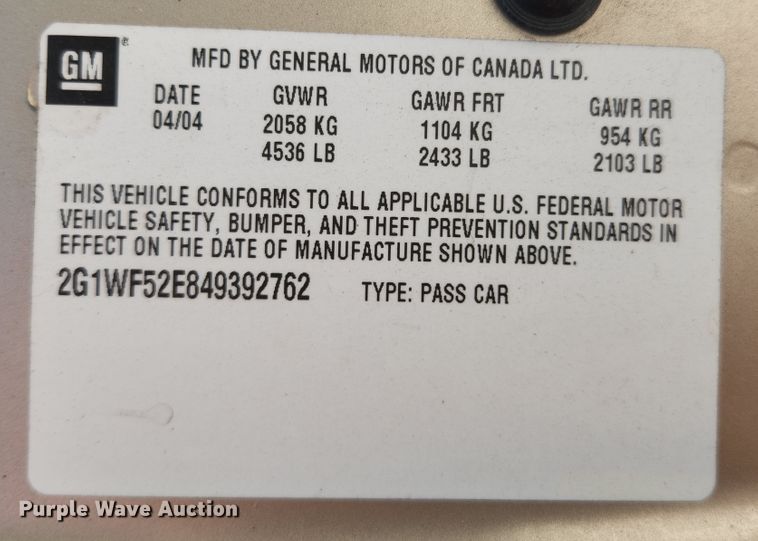 GM®
MFD BY GENERAL MOTORS OF CANADA LTD.
DATE GVWR GAWR FRT GAWR RR
04/04 2058 KG 1104 KG 954 KG
4536 LB 2433 LB 2103 LB
THIS VEHICLE CONFORMS TO ALL APPLICABLE U.S. FEDERAL MOTOR
VEHICLE SAFETY, BUMPER, AND THEFT PREVENTION STANDARDS IN
EFFECT ON THE DATE OF MANUFACTURE SHOWN ABOVE.
2G1WF52E849392762 TYPE: PASS CAR
Purple Wave Auction